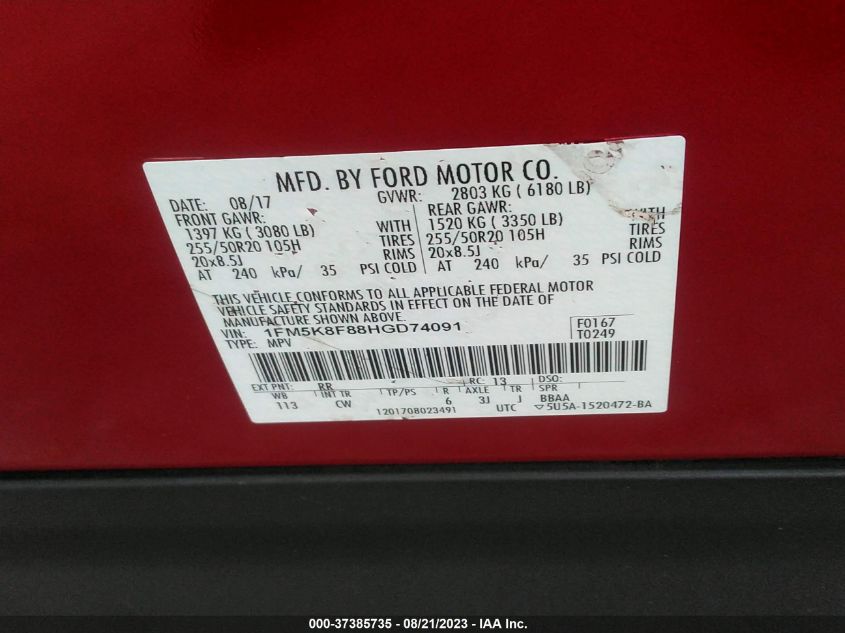 MFD. BY FORD MOTOR CO.
DATE: 08/17 GVWR: 2803 KG ( 6180 LB)
FRONT GAWR: REAR GAWR:
1397 KG ( 3080 LB) WITH 1520 KG ( 3350 LB) WITH
255/50R20 105H TIRES 255/50R20 105H TIRES
20x8.5J RIMS 20x8.5J RIMS
AT 240 kPa/ 35 PSI COLD AT 240 kPa/ 35 PSI COLD
THIS VEHICLE CONFORMS TO ALL APPLICABLE FEDERAL MOTOR
VEHICLE SAFETY STANDARDS IN EFFECT ON THE DATE OF
MANUFACTURE SHOWN ABOVE.
VIN: 1FM5K8F88HGD74091 F0167
TYPE: MPV T0249
EXT PNT: RR RC: 13 DSO:
WB INT TR TP/PS R AXLE TR SPR
113 CW 6 3J J BBAA
1201708023491 UTC ▽5U5A-1520472-BA
000-37385735 - 08/21/2023 - IAA Inc.